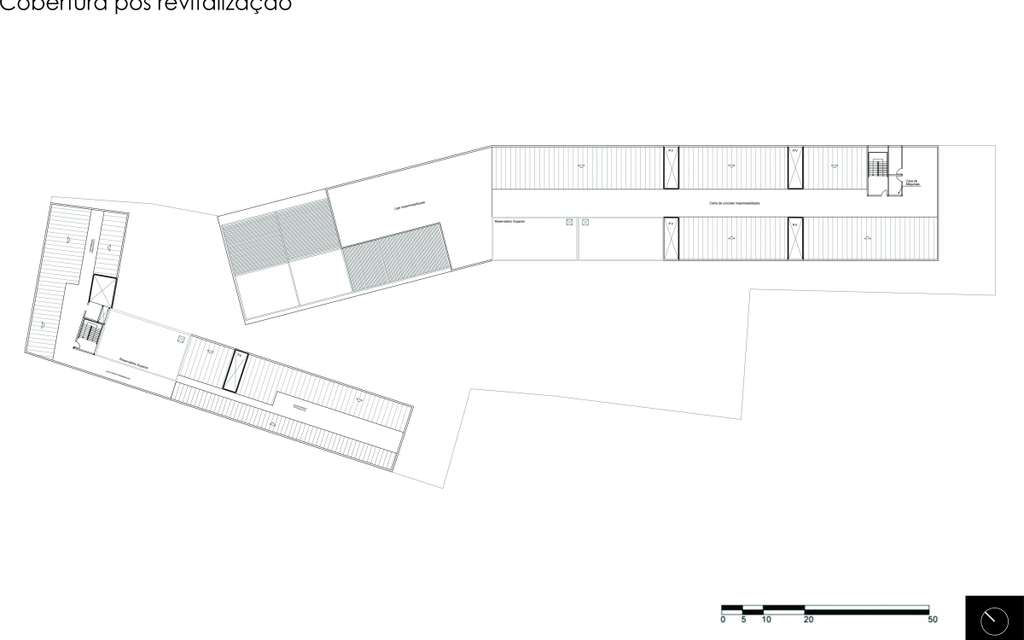 Cobertura pós revitalização
Laje impermeabilizada
Reservatório Superior
Calha de concreto impermeabilizada
Casa de
Máquinas
Reservatório Superior
0 5 10 20 50